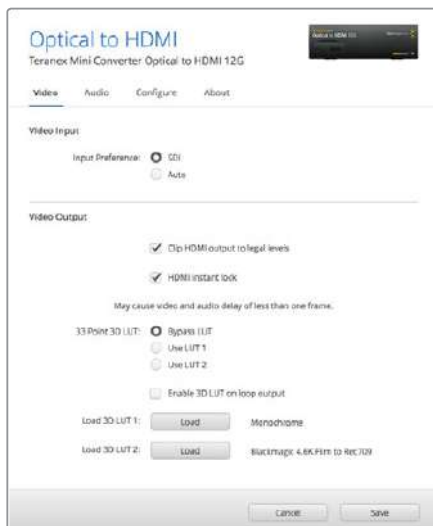 Optical to HDMI
Teranex Mini Converter Optical to HDMI 12G
Video Audio Configure About
Video Input
Input Preference: SDI
Auto
Video Output
Clip HDMI output to legal levels
HDMI instant lock
May cause video and audio delay of less than one frame.
33 Point 3D LUT: Bypass LUT
Use LUT 1
Use LUT 2
Enable 3D LUT on loop output
Load 3D LUT 1: Load Monochrome
Load 3D LUT 2: Load Blackmagic 4.6K Film to Rec709
Cancel Save